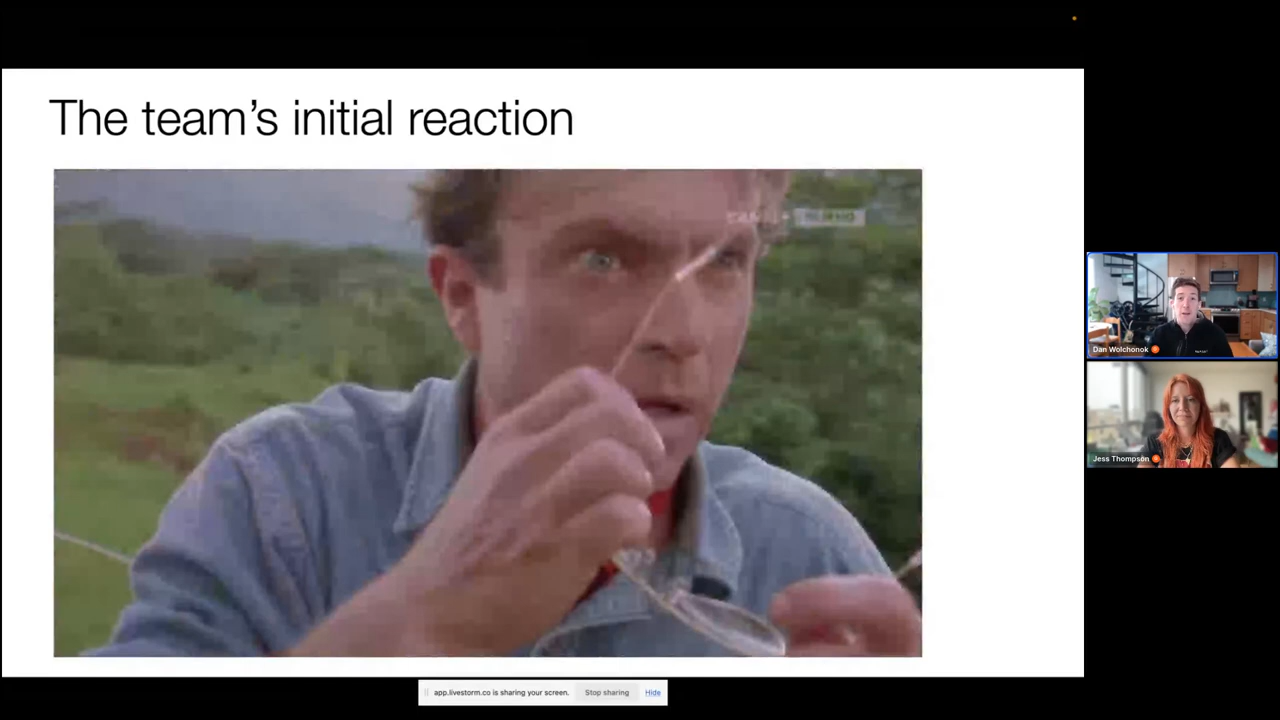 The team's initial reaction
Dan Wolchonok
Jess Thompson
app.livestorm.co is sharing your screen.
Stop sharing
Hide